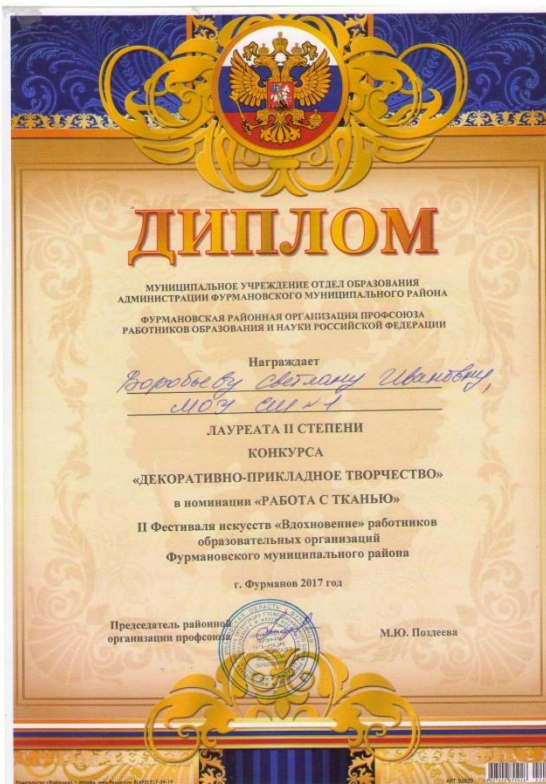 ДИПЛОМ
МУНИЦИПАЛЬНОЕ УЧРЕЖДЕНИЕ ОТДЕЛ ОБРАЗОВАНИЯ
АДМИНИСТРАЦИИ ФУРМАНОВСКОГО МУНИЦИПАЛЬНОГО РАЙОНА
ФУРМАНОВСКАЯ РАЙОННАЯ ОРГАНИЗАЦИЯ ПРОФСОЮЗА
РАБОТНИКОВ ОБРАЗОВАНИЯ И НАУКИ РОССИЙСКОЙ ФЕДЕРАЦИИ
Награждает
Воробьеву Светлану Ивановну,
МОУ СШ №1
ЛАУРЕАТА II СТЕПЕНИ
КОНКУРСА
«ДЕКОРАТИВНО-ПРИКЛАДНОЕ ТВОРЧЕСТВО»
в номинации «РАБОТА С ТКАНЬЮ»
II Фестиваля искусств «Вдохновение» работников
образовательных организаций
Фурмановского муниципального района
г. Фурманов 2017 год
Председатель районной
организации профсоюза М.Ю. Поздеева